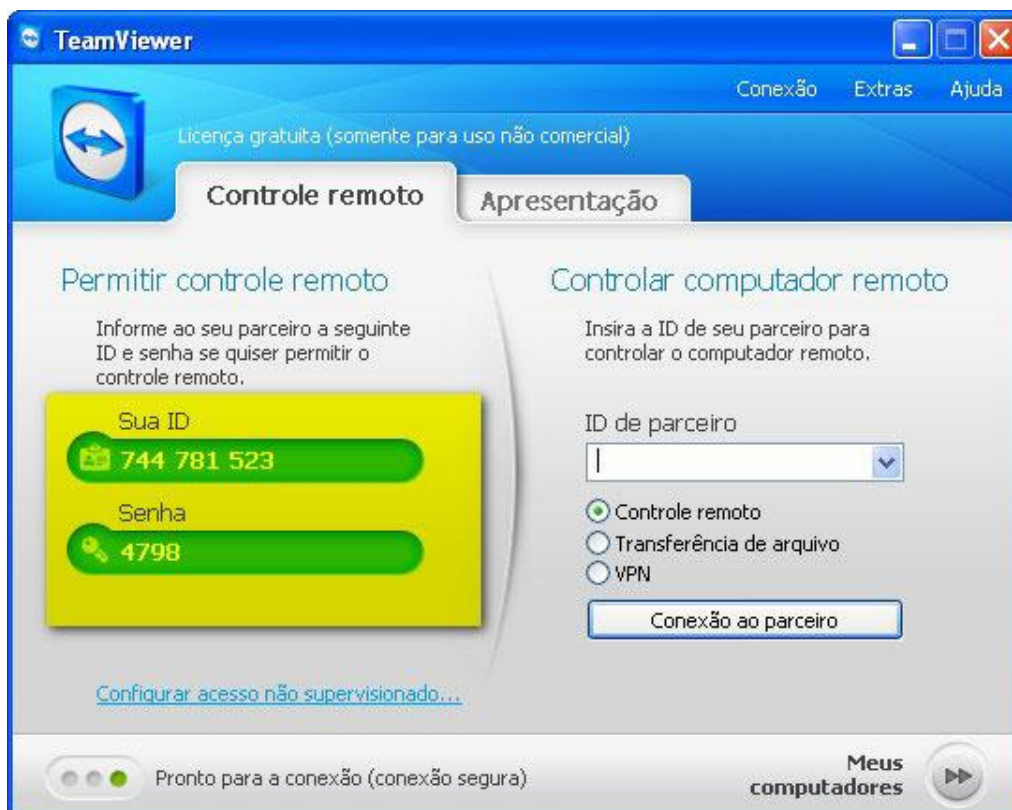 TeamViewer
Conexão Extras Ajuda
Licença gratuita (somente para uso não comercial)
Controle remoto
Apresentação
Permitir controle remoto
Informe ao seu parceiro a seguinte
ID e senha se quiser permitir o
controle remoto.
Sua ID
744 781 523
Senha
4798
Configurar acesso não supervisionado...
Controlar computador remoto
Insira a ID de seu parceiro para
controlar o computador remoto.
ID de parceiro
Controle remoto
Transferência de arquivo
VPN
Conexão ao parceiro
Pronto para a conexão (conexão segura)
Meus
computadores